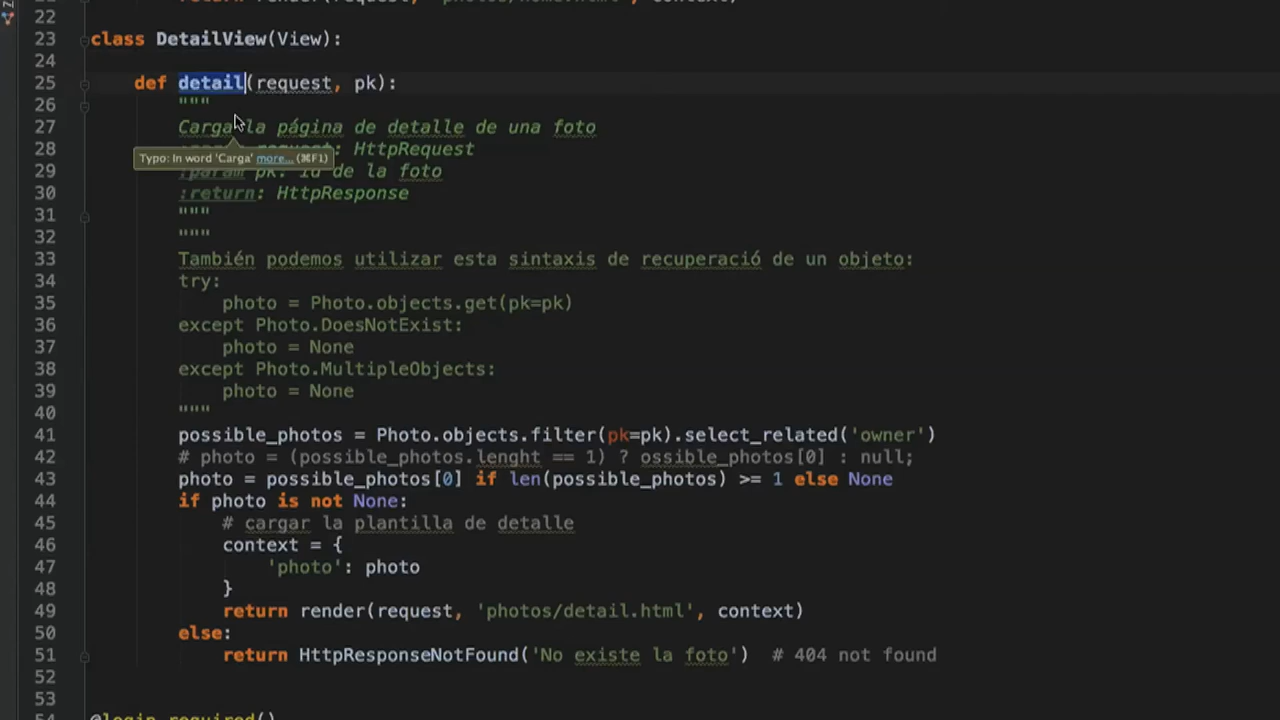 22
23 class DetailView(View):
24
25 def detail(request, pk):
26 """
27 Carga la página de detalle de una foto
28 : HttpRequest
Typo: In word 'Carga' more... (⌘F1)
29 :param pk: id de la foto
30 :return: HttpResponse
31 """
32 """
33 También podemos utilizar esta sintaxis de recuperació de un objeto:
34 try:
35 photo = Photo.objects.get(pk=pk)
36 except Photo.DoesNotExist:
37 photo = None
38 except Photo.MultipleObjects:
39 photo = None
40 """
41 possible_photos = Photo.objects.filter(pk=pk).select_related('owner')
42 # photo = (possible_photos.lenght == 1) ? ossible_photos[0] : null;
43 photo = possible_photos[0] if len(possible_photos) >= 1 else None
44 if photo is not None:
45 # cargar la plantilla de detalle
46 context = {
47 'photo': photo
48 }
49 return render(request, 'photos/detail.html', context)
50 else:
51 return HttpResponseNotFound('No existe la foto') # 404 not found
52
53
54 @login_required()